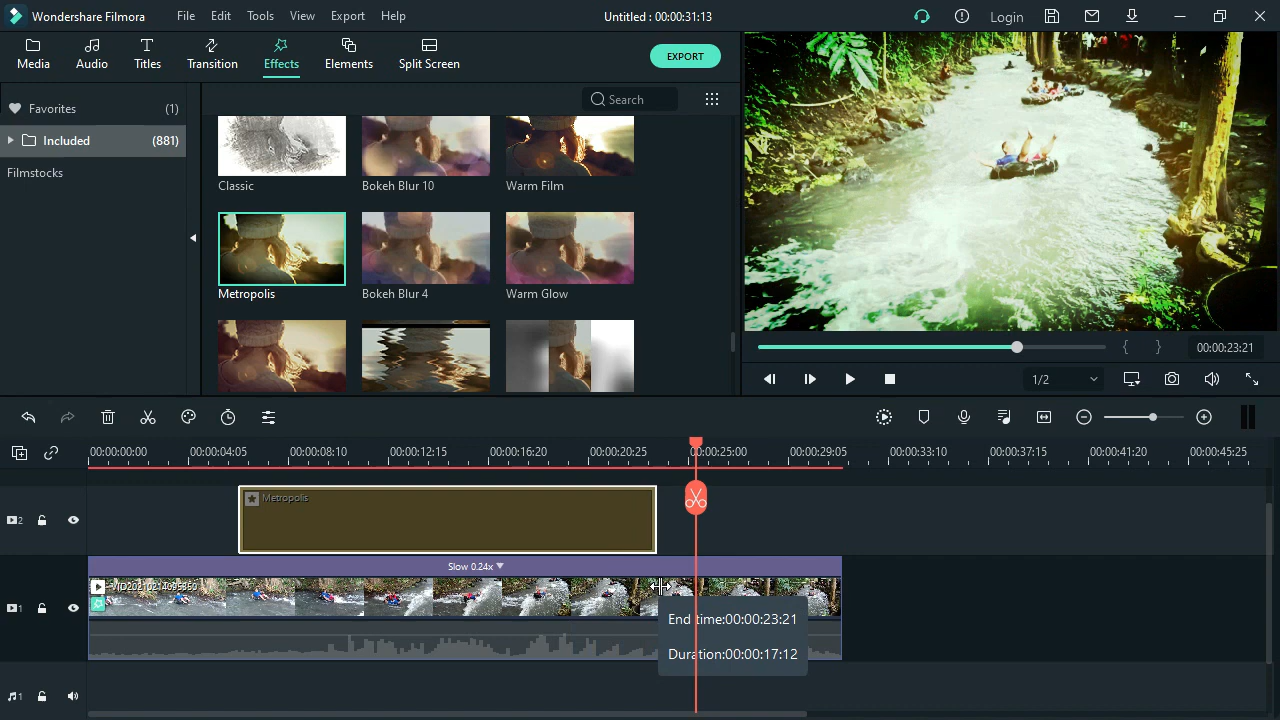 Wondershare Filmora
File
Edit
Tools
View
Export
Help
Untitled : 00:00:31:13
Login
Media
Audio
Titles
Transition
Effects
Elements
Split Screen
EXPORT
Favorites
(1)
Included
(881)
Filmstocks
Search
Classic
Bokeh Blur 10
Warm Film
Metropolis
Bokeh Blur 4
Warm Glow
{ }
00:00:23:21
1/2
00:00:00:00
00:00:04:05
00:00:08:10
00:00:12:15
00:00:16:20
00:00:20:25
00:00:25:00
00:00:29:05
00:00:33:10
00:00:37:15
00:00:41:20
00:00:45:25
2
Metropolis
Slow 0.24x
1
End time:00:00:23:21
Duration:00:00:17:12
1